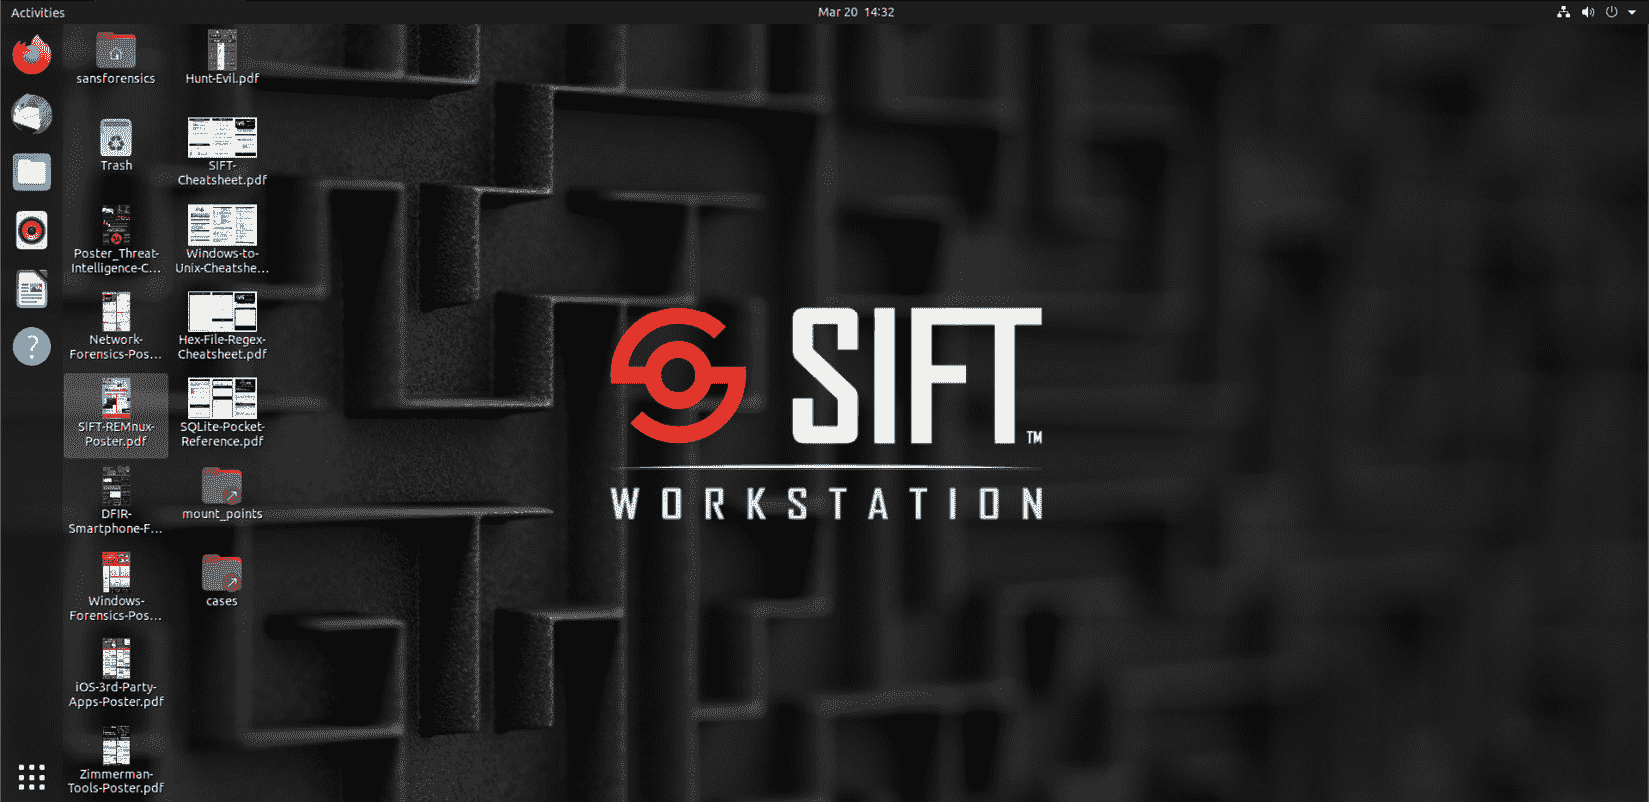 Activities
Mar 20 14:32
sansforensics
Hunt-Evil.pdf
Trash
SIFT-
Cheatsheet.pdf
Poster_Threat-
Intelligence-C...
Windows-to-
Unix-Cheatshe...
Network-
Forensics-Pos...
Hex-File-Regex-
Cheatsheet.pdf
SIFT-REMnux-
Poster.pdf
SQLite-Pocket-
Reference.pdf
DFIR-
Smartphone-F...
mount_points
Windows-
Forensics-Pos...
cases
iOS-3rd-Party-
Apps-Poster.pdf
Zimmerman-
Tools-Poster.pdf
?
SIFT™
WORKSTATION